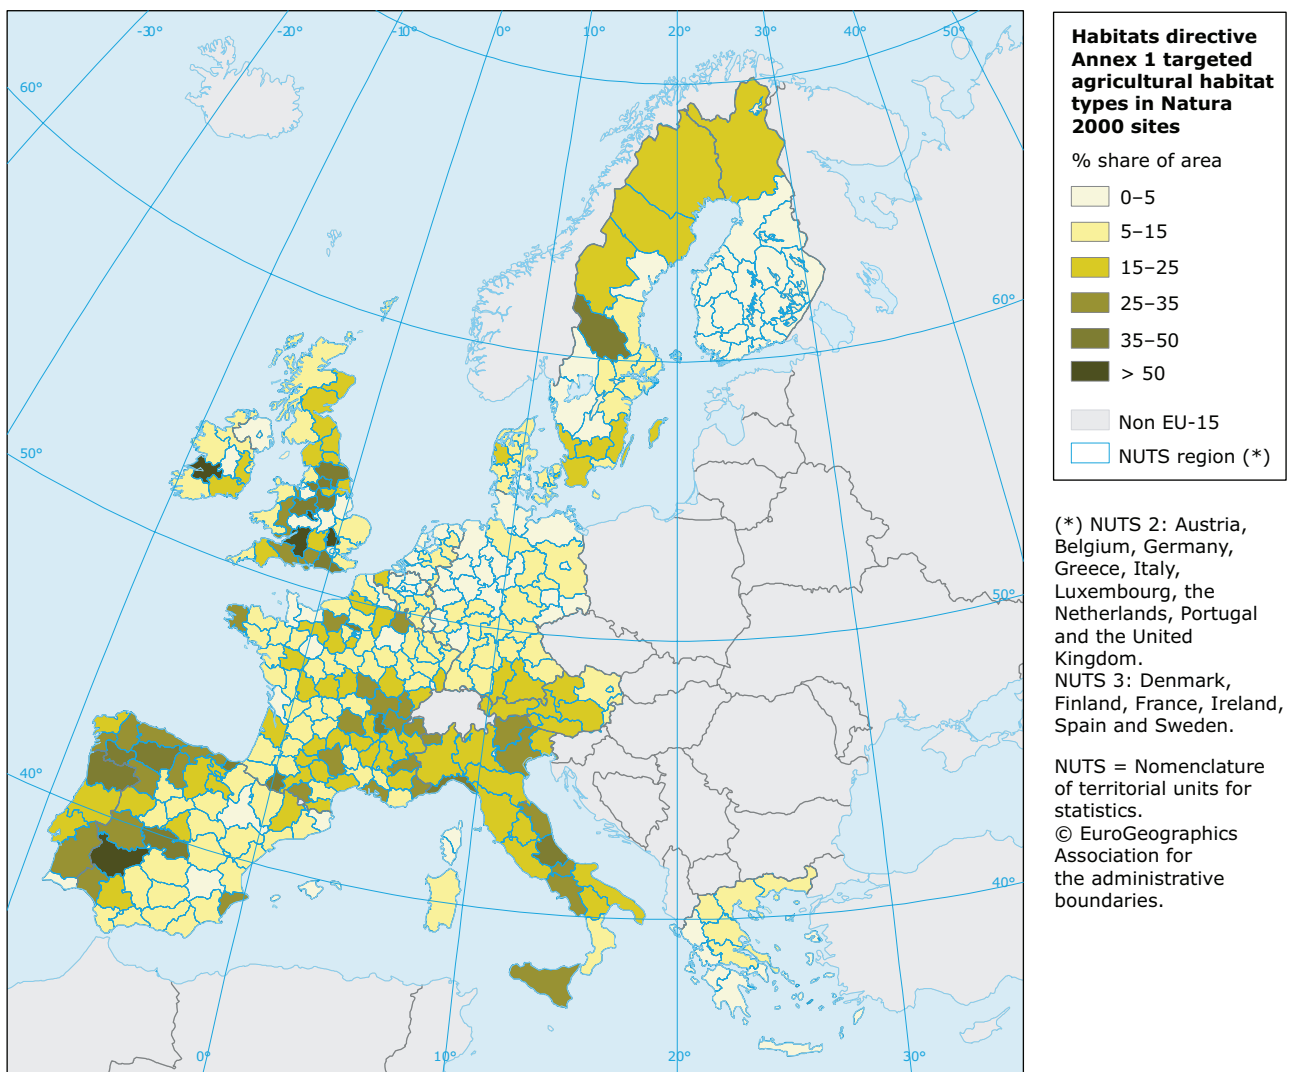 -30°
-20°
-10°
0°
10°
20°
30°
40°
50°
60°
60°
50°
50°
40°
40°
0°
10°
20°
30°
Habitats directive
Annex 1 targeted
agricultural habitat
types in Natura
2000 sites
% share of area
0–5
5–15
15–25
25–35
35–50
> 50
Non EU-15
NUTS region (*)
(*) NUTS 2: Austria,
Belgium, Germany,
Greece, Italy,
Luxembourg, the
Netherlands, Portugal
and the United
Kingdom.
NUTS 3: Denmark,
Finland, France, Ireland,
Spain and Sweden.
NUTS = Nomenclature
of territorial units for
statistics.
© EuroGeographics
Association for
the administrative
boundaries.